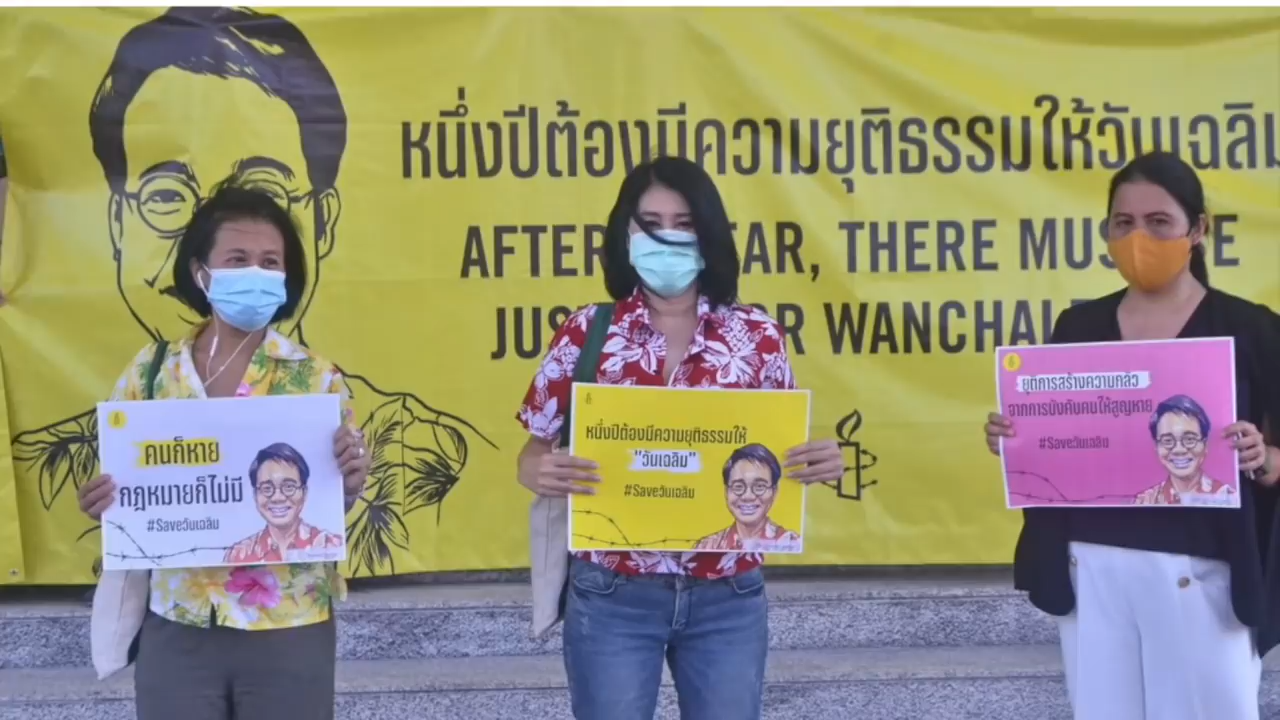 หนึ่งปีต้องมีความยุติธรรมให้วันเฉลิม
AFTER AR, THERE MUS E
JUS R WANCHAL
คนก็หาย
กฎหมายก็ไม่มี
#Saveวันเฉลิม
หนึ่งปีต้องมีความยุติธรรมให้
"วันเฉลิม"
#Saveวันเฉลิม
ยุติการสร้างความกลัว
จากการบังคับคนให้สูญหาย
#Saveวันเฉลิม